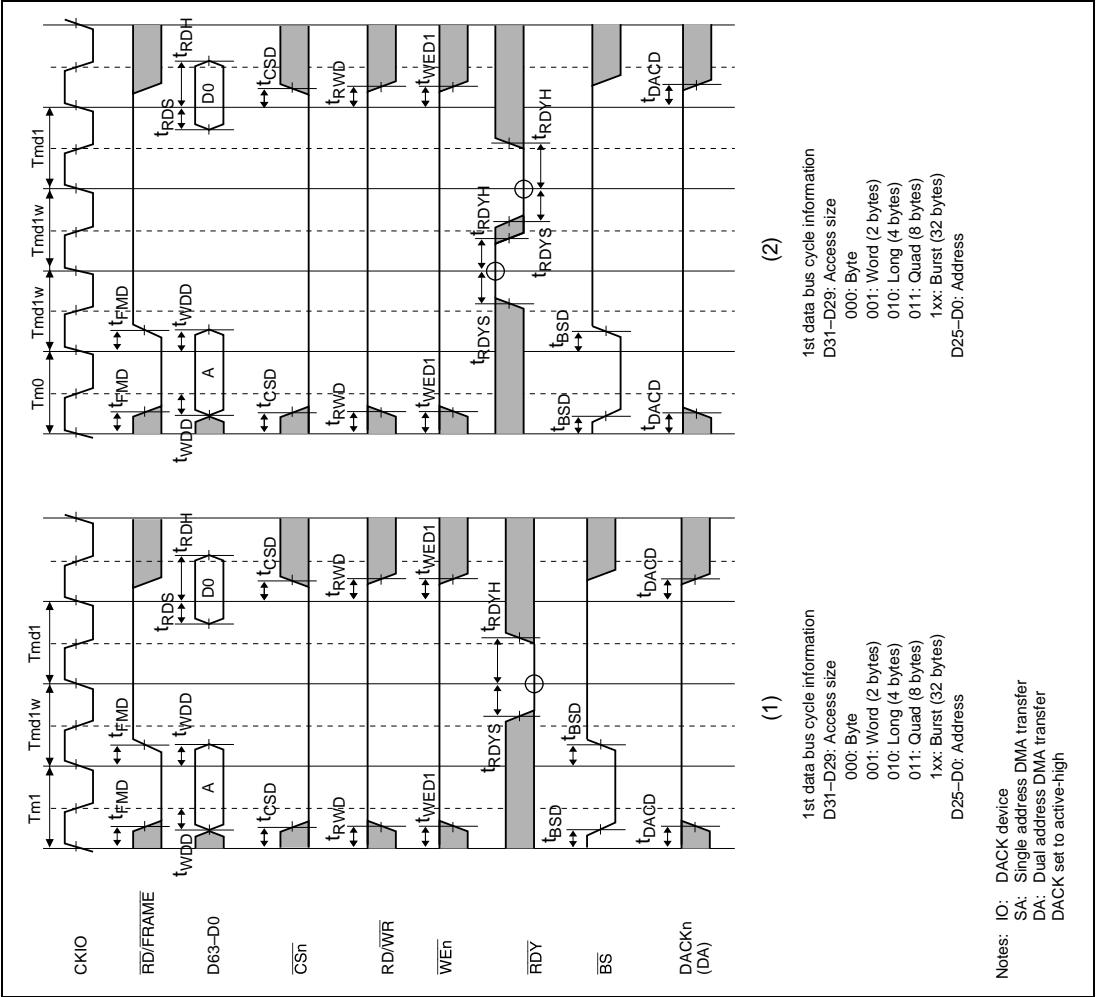 Tm1
Tmd1w
Tmd1
CKIO
tFMD
tFMD
RD/FRAME
tWDD
tWDD
tRDS
tRDH
D63–D0
A
D0
tCSD
tCSD
CSn
tRWD
tRWD
RD/WR
tWED1
tWED1
WEn
tRDYS
tRDYH
RDY
tBSD
tBSD
BS
tDACD
tDACD
DACKn
(DA)
(1)
1st data bus cycle information
D31–D29: Access size
000: Byte
001: Word (2 bytes)
010: Long (4 bytes)
011: Quad (8 bytes)
1xx: Burst (32 bytes)
D25–D0: Address
Tm0
Tmd1w
Tmd1w
Tmd1
tFMD
tFMD
tWDD
tWDD
tRDS
tRDH
A
D0
tCSD
tCSD
tRWD
tRWD
tWED1
tWED1
tRDYS
tRDYH
tRDYS
tRDYH
tBSD
tBSD
tDACD
tDACD
(2)
1st data bus cycle information
D31–D29: Access size
000: Byte
001: Word (2 bytes)
010: Long (4 bytes)
011: Quad (8 bytes)
1xx: Burst (32 bytes)
D25–D0: Address
Notes: IO: DACK device
SA: Single address DMA transfer
DA: Dual address DMA transfer
DACK set to active-high